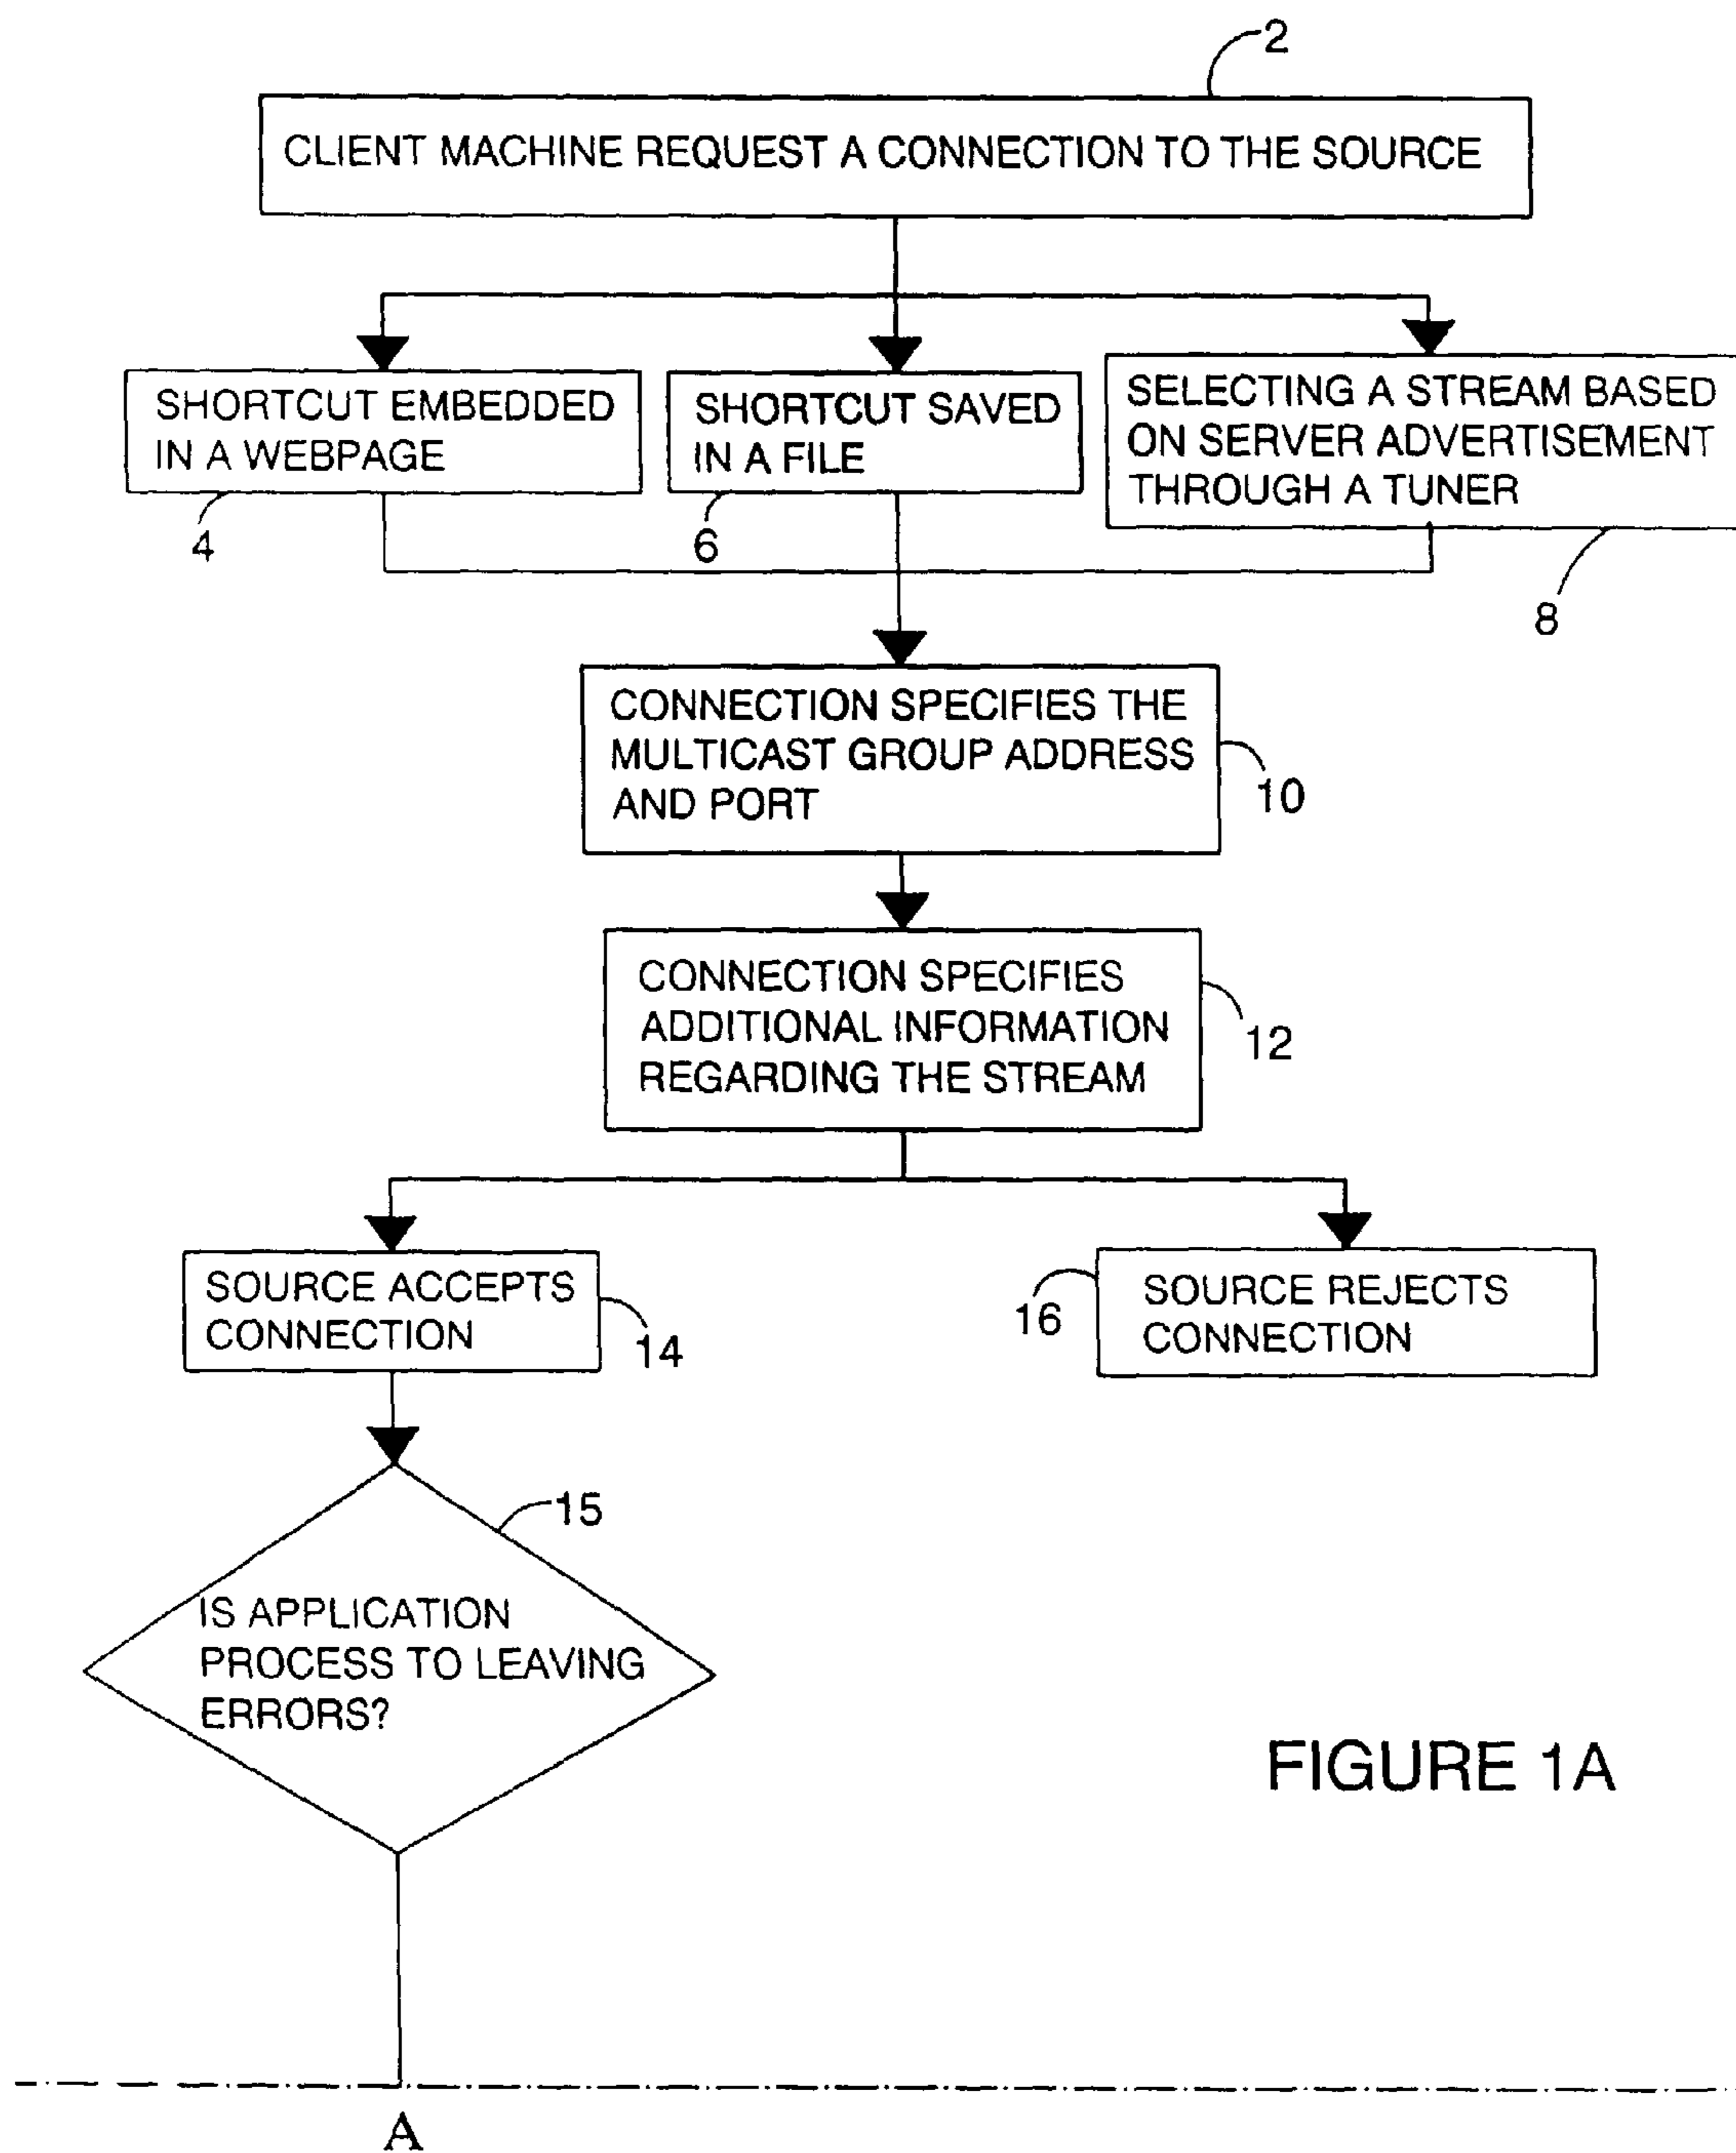 2
CLIENT MACHINE REQUEST A CONNECTION TO THE SOURCE
SHORTCUT EMBEDDED
IN A WEBPAGE
4
SHORTCUT SAVED
IN A FILE
6
SELECTING A STREAM BASED
ON SERVER ADVERTISEMENT
THROUGH A TUNER
8
CONNECTION SPECIFIES THE
MULTICAST GROUP ADDRESS
AND PORT
10
CONNECTION SPECIFIES
ADDITIONAL INFORMATION
REGARDING THE STREAM
12
SOURCE ACCEPTS
CONNECTION
14
16
SOURCE REJECTS
CONNECTION
15
IS APPLICATION
PROCESS TO LEAVING
ERRORS?
FIGURE 1A
A